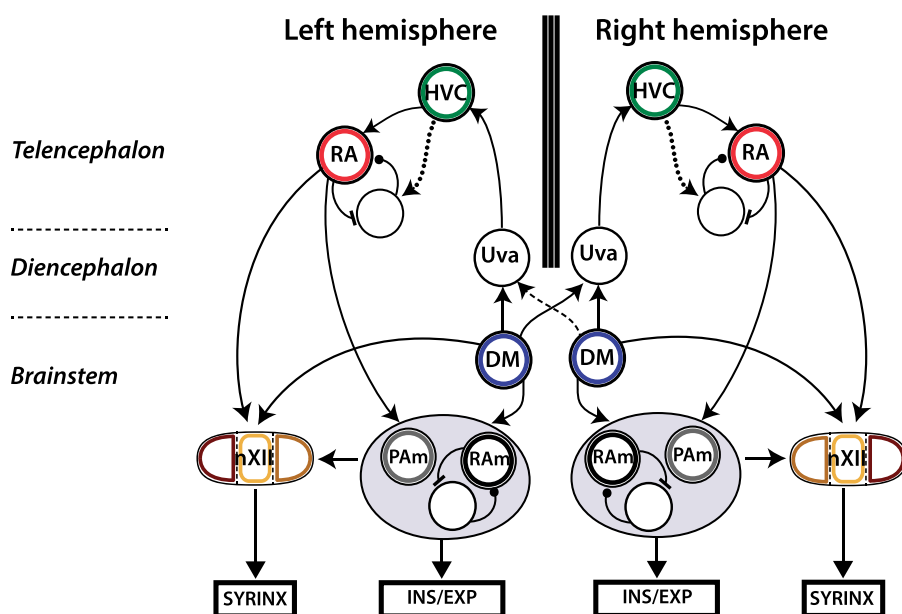 Left hemisphere
Right hemisphere
HVC
HVC
Telencephalon
RA
RA
Diencephalon
Uva
Uva
Brainstem
DM
DM
nXII
PAm
RAm
RAm
PAm
nXII
SYRINX
INS/EXP
INS/EXP
SYRINX